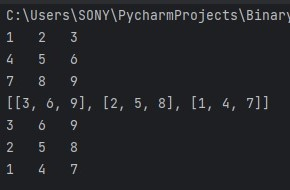 C:\Users\SONY\PycharmProjects\Binary
1 2 3
4 5 6
7 8 9
[[3, 6, 9], [2, 5, 8], [1, 4, 7]]
3 6 9
2 5 8
1 4 7